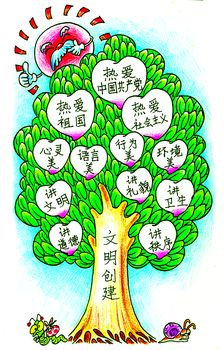 热爱
中国共产党
热爱
祖国
热爱
社会主义
心灵
美
语言
美
行为
美
环境
美
讲
文明
讲
礼貌
讲
卫生
讲
道德
讲
秩序
文明创建